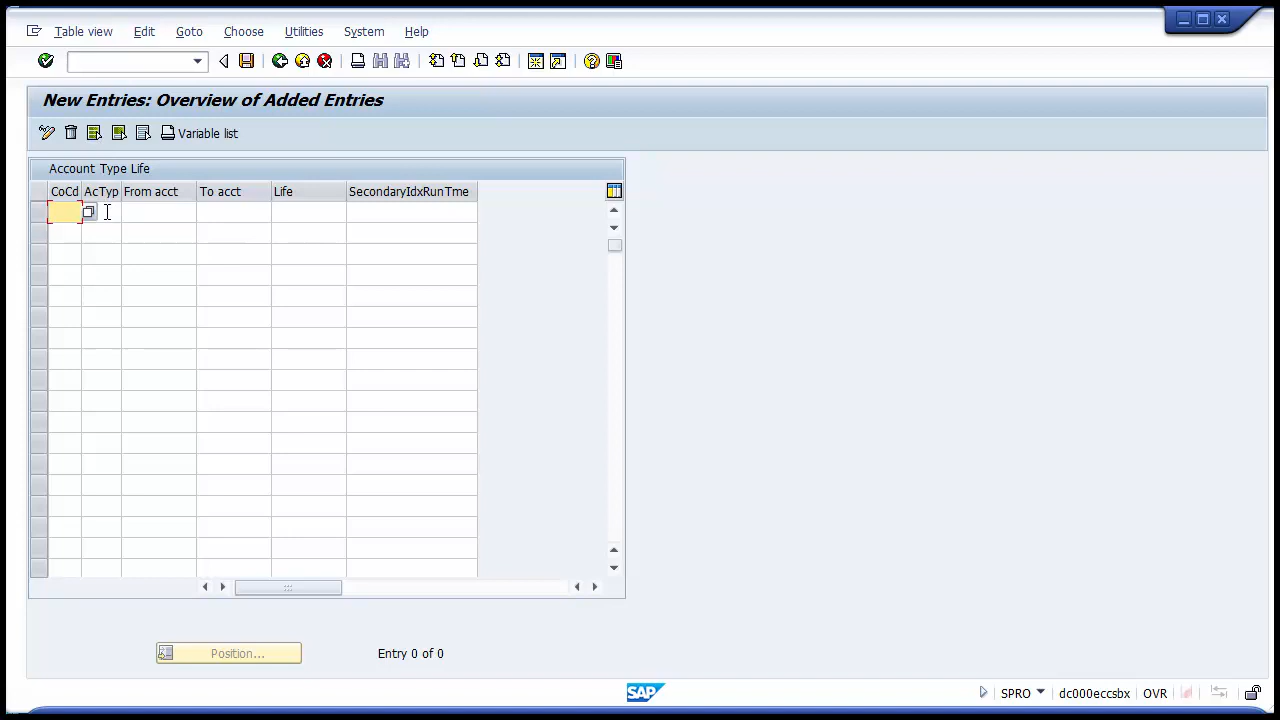 Table view Edit Goto Choose Utilities System Help
New Entries: Overview of Added Entries
Variable list
Account Type Life
CoCd AcTyp From acct To acct Life SecondaryIdxRunTme
Position... Entry 0 of 0
SAP SPRO dc000eccsbx OVR